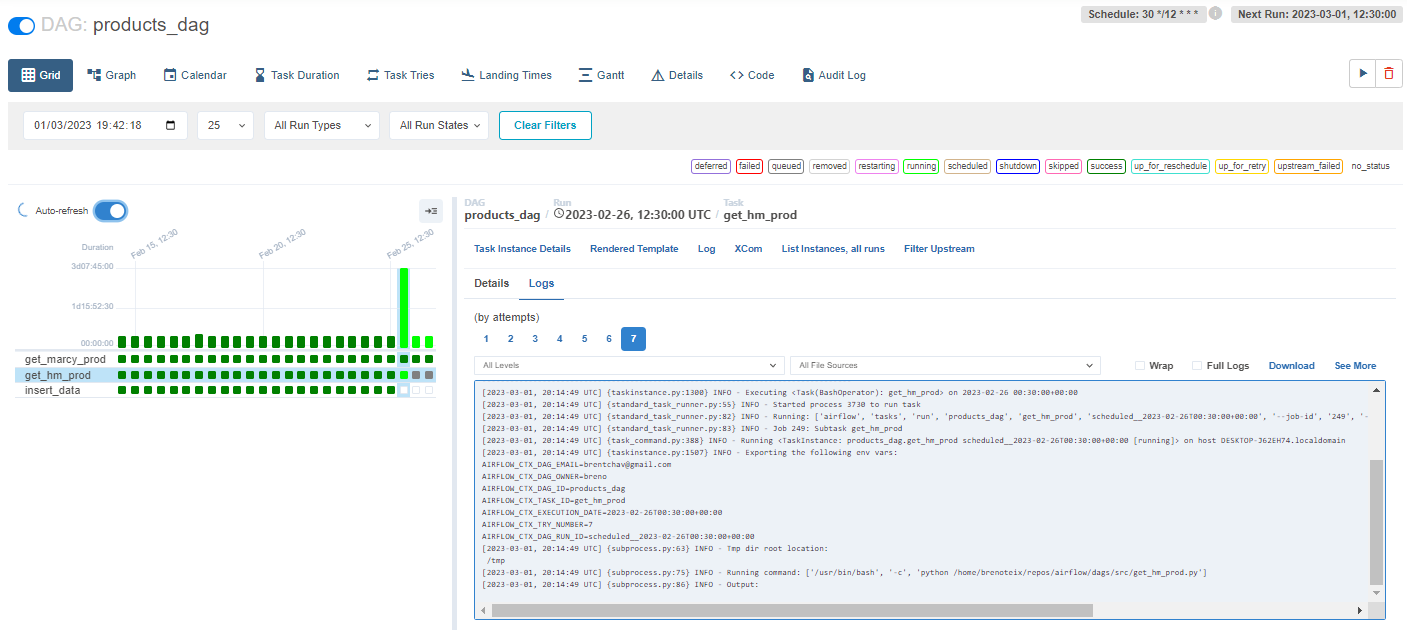 DAG: products_dag
Schedule: 30 */12 * * *
Next Run: 2023-03-01, 12:30:00
Grid
Graph
Calendar
Task Duration
Task Tries
Landing Times
Gantt
Details
Code
Audit Log
01/03/2023 19:42:18
25
All Run Types
All Run States
Clear Filters
deferred
failed
queued
removed
restarting
running
scheduled
shutdown
skipped
success
up_for_reschedule
up_for_retry
upstream_failed
no_status
Auto-refresh
Feb 15, 12:30
Feb 20, 12:30
Feb 25, 12:30
Duration
3d07:45:00
1d15:52:30
00:00:00
get_marcy_prod
get_hm_prod
insert_data
DAG
products_dag
/
Run
2023-02-26, 12:30:00 UTC
/
Task
get_hm_prod
Task Instance Details
Rendered Template
Log
XCom
List Instances, all runs
Filter Upstream
Details
Logs
(by attempts)
1
2
3
4
5
6
7
All Levels
All File Sources
Wrap
Full Logs
Download
See More
[2023-03-01, 20:14:49 UTC] {taskinstance.py:1300} INFO - Executing <Task(BashOperator): get_hm_prod> on 2023-02-26 00:30:00+00:00
[2023-03-01, 20:14:49 UTC] {standard_task_runner.py:55} INFO - Started process 3730 to run task
[2023-03-01, 20:14:49 UTC] {standard_task_runner.py:82} INFO - Running: ['airflow', 'tasks', 'run', 'products_dag', 'get_hm_prod', 'scheduled__2023-02-26T00:30:00+00:00', '--job-id', '249', '-
[2023-03-01, 20:14:49 UTC] {standard_task_runner.py:83} INFO - Job 249: Subtask get_hm_prod
[2023-03-01, 20:14:49 UTC] {task_command.py:388} INFO - Running <TaskInstance: products_dag.get_hm_prod scheduled__2023-02-26T00:30:00+00:00 [running]> on host DESKTOP-J62EH74.localdomain
[2023-03-01, 20:14:49 UTC] {taskinstance.py:1507} INFO - Exporting the following env vars:
AIRFLOW_CTX_DAG_EMAIL=brentchav@gmail.com
AIRFLOW_CTX_DAG_OWNER=breno
AIRFLOW_CTX_DAG_ID=products_dag
AIRFLOW_CTX_TASK_ID=get_hm_prod
AIRFLOW_CTX_EXECUTION_DATE=2023-02-26T00:30:00+00:00
AIRFLOW_CTX_TRY_NUMBER=7
AIRFLOW_CTX_DAG_RUN_ID=scheduled__2023-02-26T00:30:00+00:00
[2023-03-01, 20:14:49 UTC] {subprocess.py:63} INFO - Tmp dir root location:
/tmp
[2023-03-01, 20:14:49 UTC] {subprocess.py:75} INFO - Running command: ['/usr/bin/bash', '-c', 'python /home/brenoteix/repos/airflow/dags/src/get_hm_prod.py']
[2023-03-01, 20:14:49 UTC] {subprocess.py:86} INFO - Output: